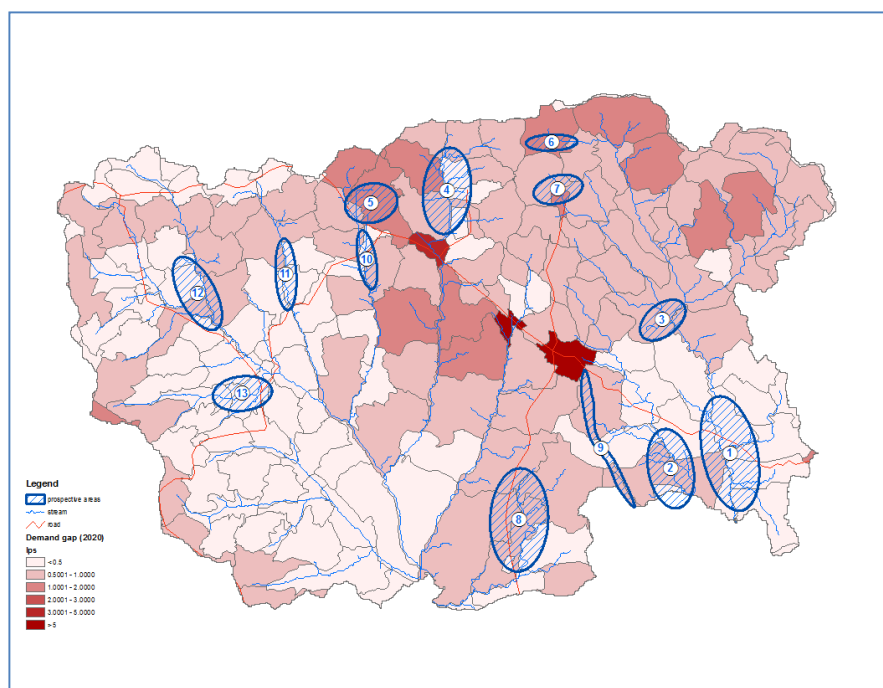 6
4
7
5
10
11
12
3
13
1
9
2
8
Legend
prospective areas
stream
road
Demand gap (2020)
lps
<0.5
0.5001 - 1.0000
1.0001 - 2.0000
2.0001 - 3.0000
3.0001 - 5.0000
>5